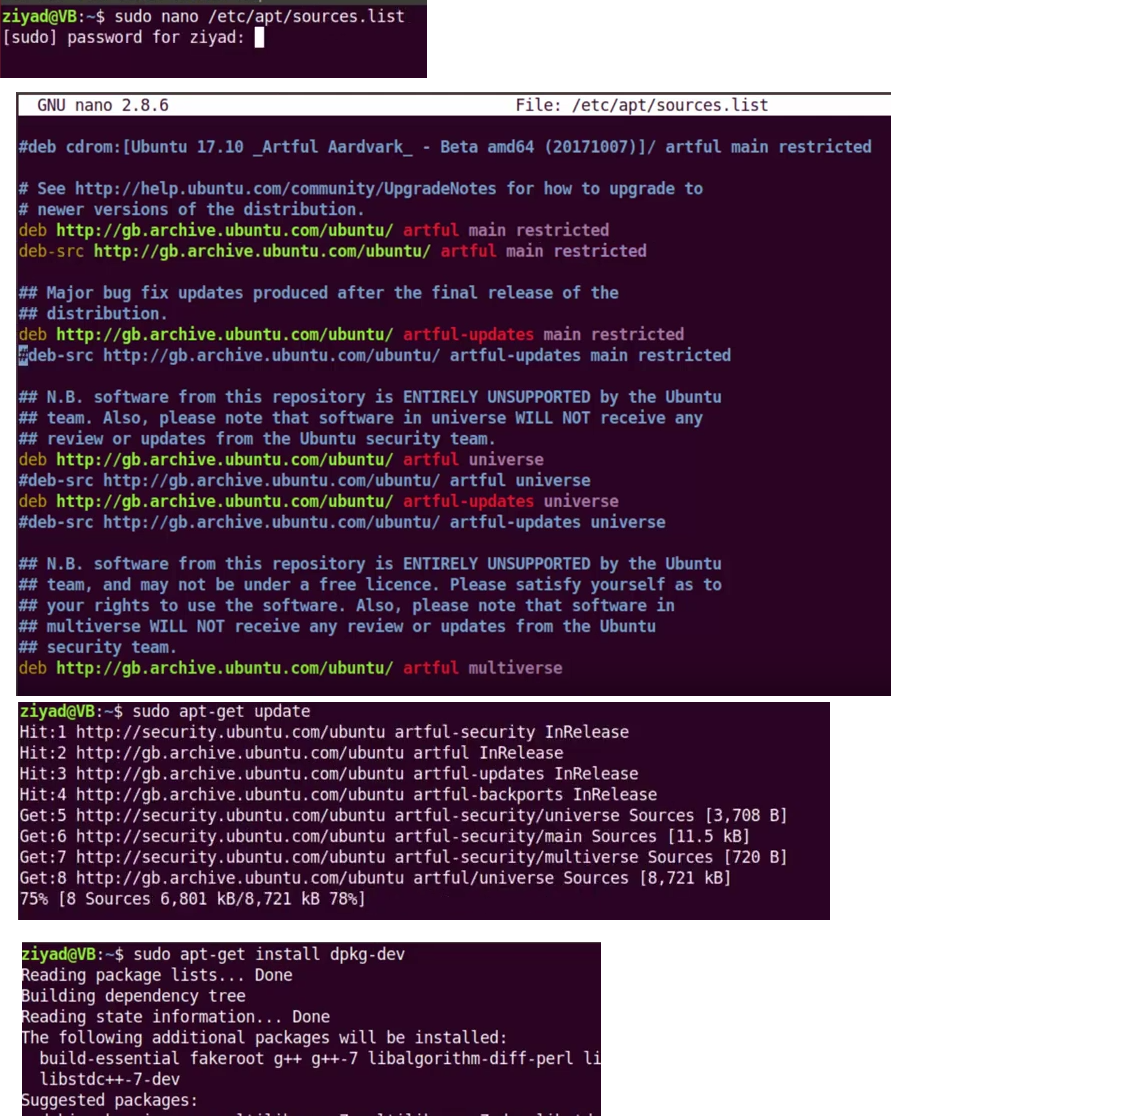 ziyad@VB:~$ sudo nano /etc/apt/sources.list
[sudo] password for ziyad:
GNU nano 2.8.6 File: /etc/apt/sources.list
#deb cdrom:[Ubuntu 17.10 _Artful Aardvark_ - Beta amd64 (20171007)]/ artful main restricted
# See http://help.ubuntu.com/community/UpgradeNotes for how to upgrade to
# newer versions of the distribution.
deb http://gb.archive.ubuntu.com/ubuntu/ artful main restricted
deb-src http://gb.archive.ubuntu.com/ubuntu/ artful main restricted
## Major bug fix updates produced after the final release of the
## distribution.
deb http://gb.archive.ubuntu.com/ubuntu/ artful-updates main restricted
#deb-src http://gb.archive.ubuntu.com/ubuntu/ artful-updates main restricted
## N.B. software from this repository is ENTIRELY UNSUPPORTED by the Ubuntu
## team. Also, please note that software in universe WILL NOT receive any
## review or updates from the Ubuntu security team.
deb http://gb.archive.ubuntu.com/ubuntu/ artful universe
#deb-src http://gb.archive.ubuntu.com/ubuntu/ artful universe
deb http://gb.archive.ubuntu.com/ubuntu/ artful-updates universe
#deb-src http://gb.archive.ubuntu.com/ubuntu/ artful-updates universe
## N.B. software from this repository is ENTIRELY UNSUPPORTED by the Ubuntu
## team, and may not be under a free licence. Please satisfy yourself as to
## your rights to use the software. Also, please note that software in
## multiverse WILL NOT receive any review or updates from the Ubuntu
## security team.
deb http://gb.archive.ubuntu.com/ubuntu/ artful multiverse
ziyad@VB:~$ sudo apt-get update
Hit:1 http://security.ubuntu.com/ubuntu artful-security InRelease
Hit:2 http://gb.archive.ubuntu.com/ubuntu artful InRelease
Hit:3 http://gb.archive.ubuntu.com/ubuntu artful-updates InRelease
Hit:4 http://gb.archive.ubuntu.com/ubuntu artful-backports InRelease
Get:5 http://security.ubuntu.com/ubuntu artful-security/universe Sources [3,708 B]
Get:6 http://security.ubuntu.com/ubuntu artful-security/main Sources [11.5 kB]
Get:7 http://security.ubuntu.com/ubuntu artful-security/multiverse Sources [720 B]
Get:8 http://gb.archive.ubuntu.com/ubuntu artful/universe Sources [8,721 kB]
75% [8 Sources 6,801 kB/8,721 kB 78%]
ziyad@VB:~$ sudo apt-get install dpkg-dev
Reading package lists... Done
Building dependency tree
Reading state information... Done
The following additional packages will be installed:
build-essential fakeroot g++ g++-7 libalgorithm-diff-perl li
libstdc++-7-dev
Suggested packages: